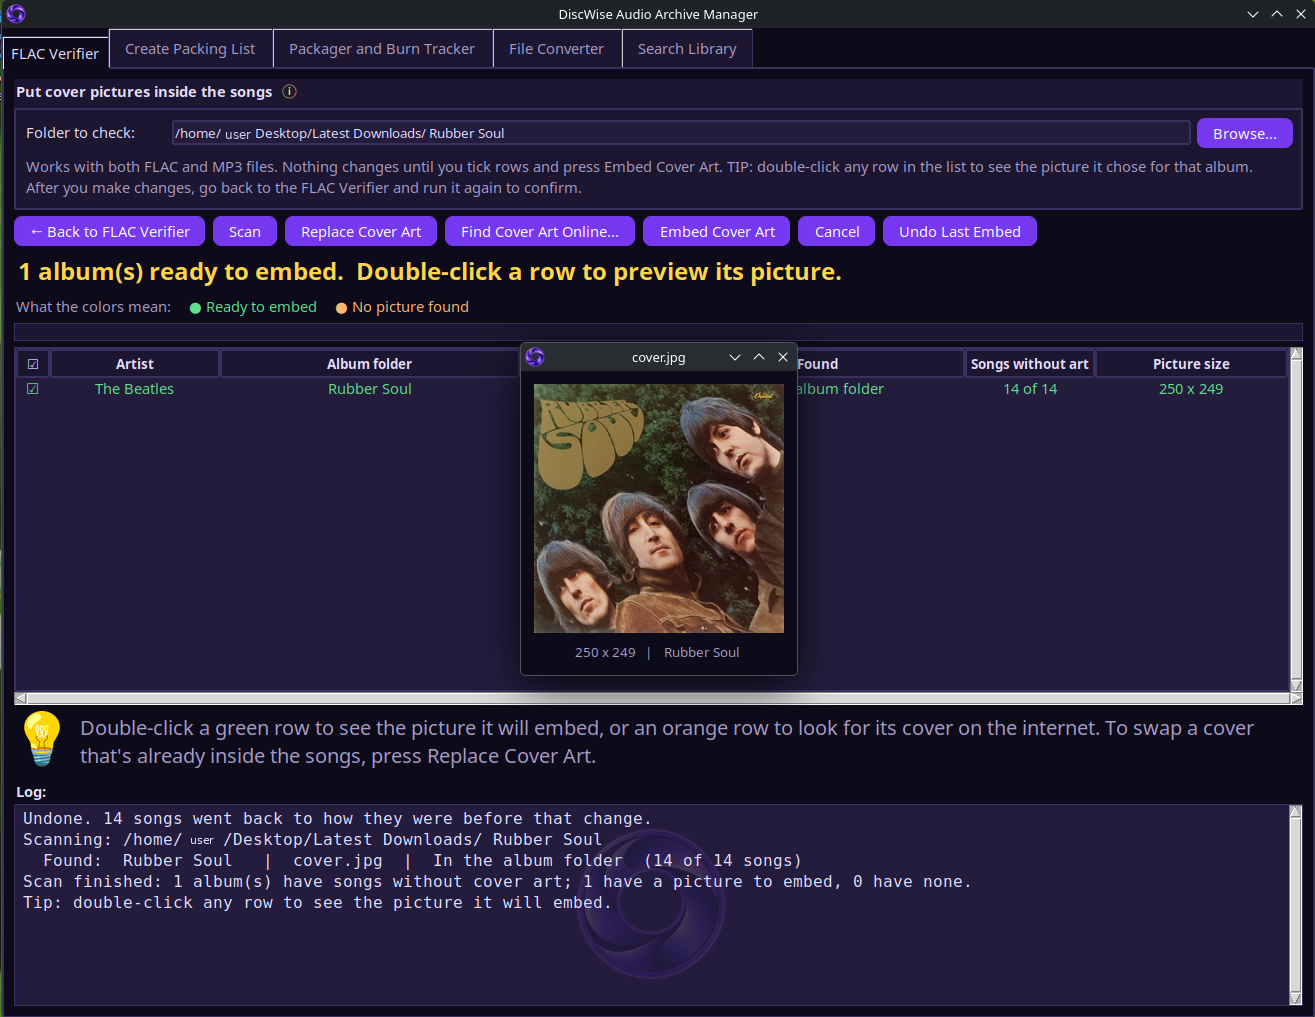 DiscWise Audio Archive Manager
FLAC Verifier
Create Packing List
Packager and Burn Tracker
File Converter
Search Library
Put cover pictures inside the songs
Folder to check:
/home/ user Desktop/Latest Downloads/ Rubber Soul
Browse...
Works with both FLAC and MP3 files. Nothing changes until you tick rows and press Embed Cover Art. TIP: double-click any row in the list to see the picture it chose for that album.
After you make changes, go back to the FLAC Verifier and run it again to confirm.
← Back to FLAC Verifier
Scan
Replace Cover Art
Find Cover Art Online...
Embed Cover Art
Cancel
Undo Last Embed
1 album(s) ready to embed.  Double-click a row to preview its picture.
What the colors mean:
Ready to embed
No picture found
Artist
Album folder
Found
Songs without art
Picture size
The Beatles
Rubber Soul
album folder
14 of 14
250 x 249
cover.jpg
RUBBER
SOUL
Capitol
250 x 249   |   Rubber Soul
Double-click a green row to see the picture it will embed, or an orange row to look for its cover on the internet. To swap a cover
that's already inside the songs, press Replace Cover Art.
Log:
Undone. 14 songs went back to how they were before that change.
Scanning: /home/ user /Desktop/Latest Downloads/ Rubber Soul
Found:  Rubber Soul   |  cover.jpg  |  In the album folder  (14 of 14 songs)
Scan finished: 1 album(s) have songs without cover art; 1 have a picture to embed, 0 have none.
Tip: double-click any row to see the picture it will embed.